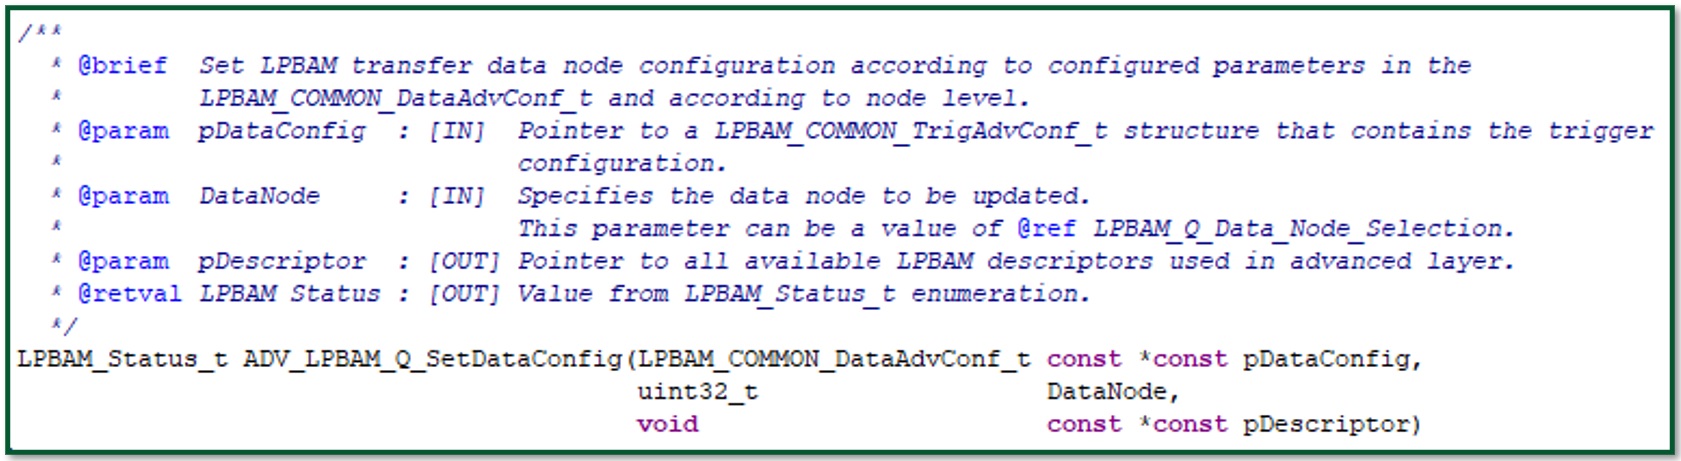 /**
  * @brief  Set LPBAM transfer data node configuration according to configured parameters in the
  *         LPBAM_COMMON_DataAdvConf_t and according to node level.
  * @param  pDataConfig  : [IN]  Pointer to a LPBAM_COMMON_TrigAdvConf_t structure that contains the trigger
  *                              configuration.
  * @param  DataNode     : [IN]  Specifies the data node to be updated.
  *                              This parameter can be a value of @ref LPBAM_Q_Data_Node_Selection.
  * @param  pDescriptor  : [OUT] Pointer to all available LPBAM descriptors used in advanced layer.
  * @retval LPBAM Status : [OUT] Value from LPBAM_Status_t enumeration.
  */
LPBAM_Status_t ADV_LPBAM_Q_SetDataConfig(LPBAM_COMMON_DataAdvConf_t const *const pDataConfig,
                                         uint32_t                   DataNode,
                                         void                       const *const pDescriptor)